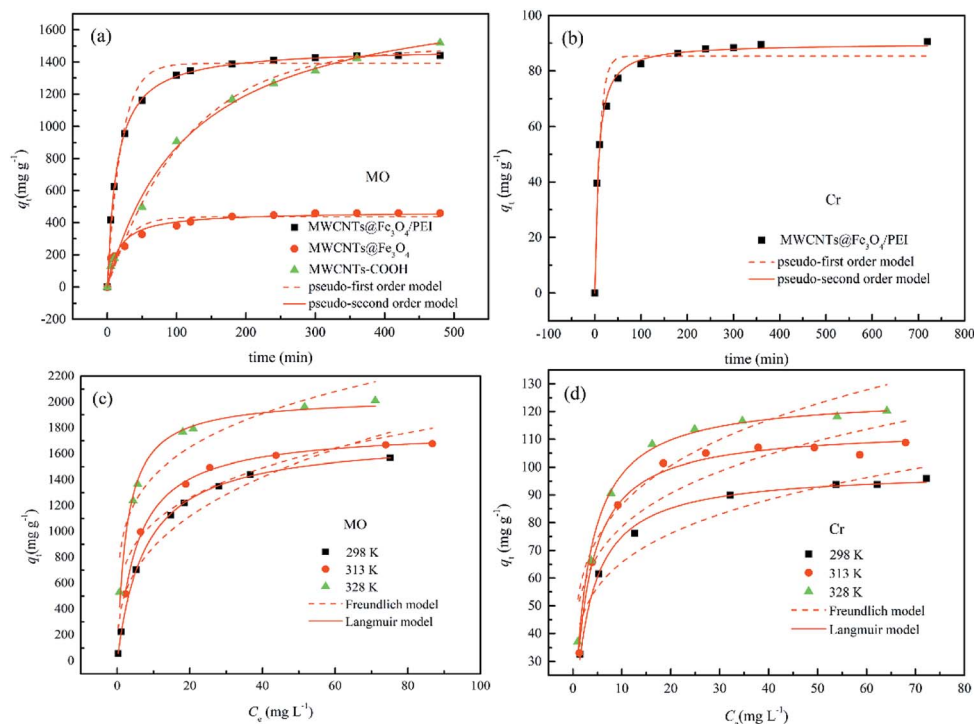 (a)
1600
1400
1200
1000
800
600
400
200
0
-200
qt(mg g-1)
MO
MWCNTs@Fe3O4/PEI
MWCNTs@Fe3O4
MWCNTs-COOH
pseudo-first order model
pseudo-second order model
0 100 200 300 400 500
time (min)
(b)
100
80
60
40
20
0
qt (mg g-1)
Cr
MWCNTs@Fe3O4/PEI
pseudo-first order model
pseudo-second order model
-100 0 100 200 300 400 500 600 700 800
time (min)
(c)
2200
2000
1800
1600
1400
1200
1000
800
600
400
200
0
qt(mg g-1)
MO
298 K
313 K
328 K
Freundlich model
Langmuir model
0 20 40 60 80 100
Ce (mg L-1)
(d)
130
120
110
100
90
80
70
60
50
40
30
qt (mg g-1)
Cr
298 K
313 K
328 K
Freundlich model
Langmuir model
0 10 20 30 40 50 60 70 80
Ce(mg L-1)